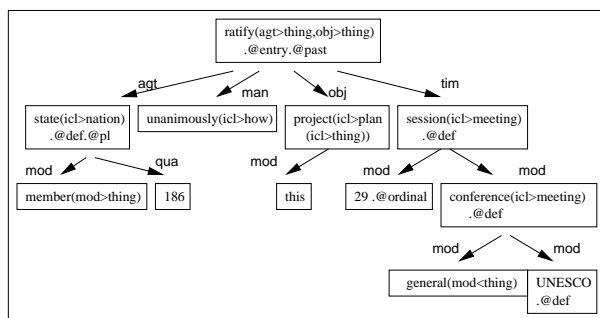 ratify(agt>thing,obj>thing)
.@entry.@past
agt
man
obj
tim
state(icl>nation)
.@def.@pl
unanimously(icl>how)
project(icl>plan
(icl>thing))
session(icl>meeting)
.@def
mod
qua
mod
mod
mod
member(mod>thing)
186
this
29 .@ordinal
conference(icl>meeting)
.@def
mod
mod
general(mod<thing)
UNESCO
.@def